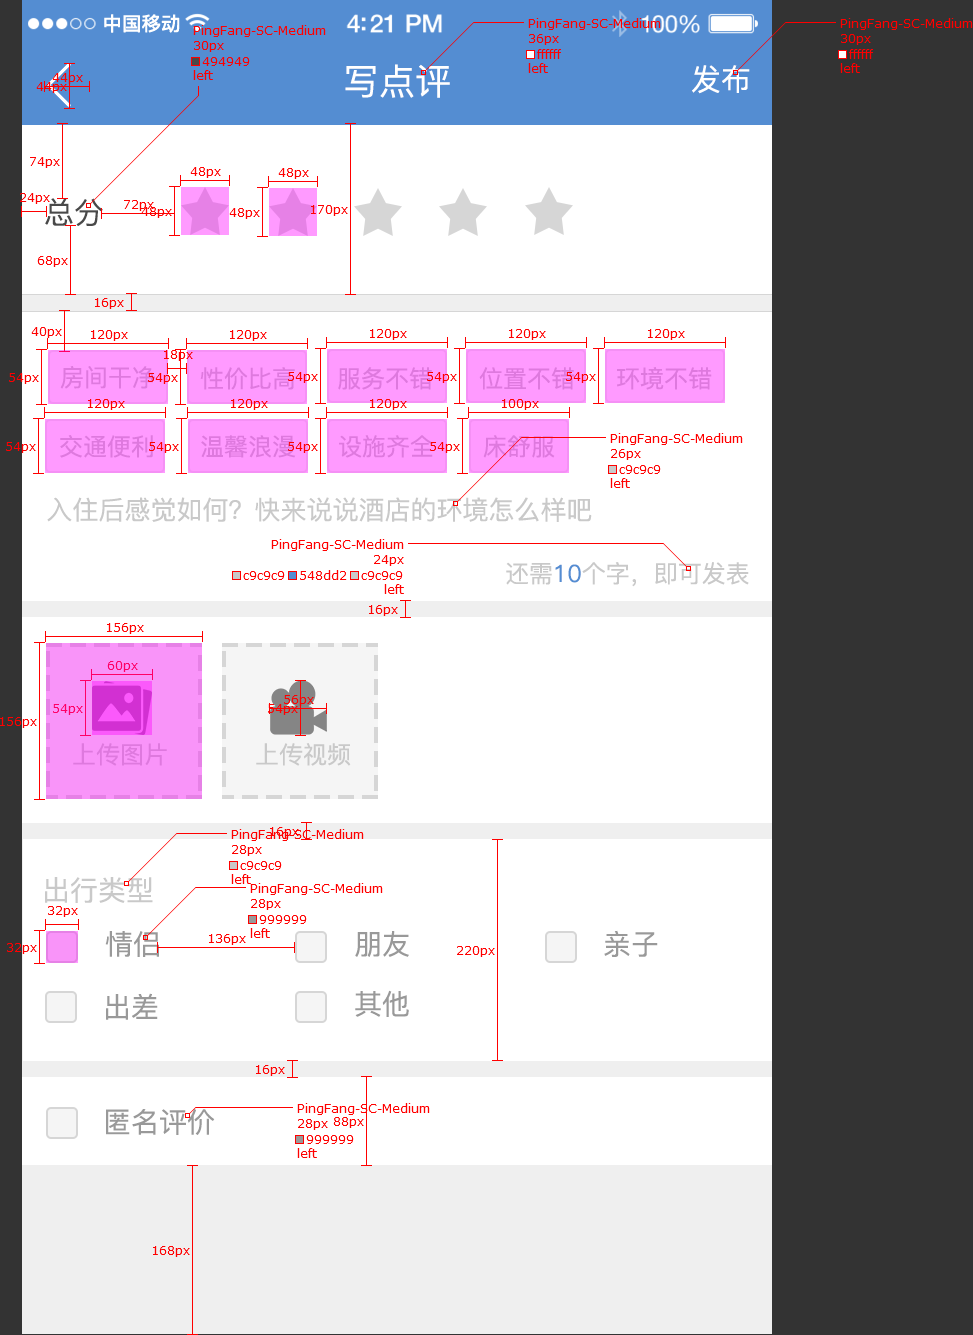 中国移动 4:21 PM 100%
PingFang-SC-Medium
30px
494949
left
PingFang-SC-Medium
36px
ffffff
left
PingFang-SC-Medium
30px
ffffff
left
44px
44px
写点评
发布
74px
48px
48px
24px
总分
72px
48px
48px
170px
68px
16px
40px
120px
120px
120px
120px
120px
18px
54px
房间干净
54px
性价比高
54px
服务不错
54px
位置不错
54px
环境不错
120px
120px
120px
100px
54px
交通便利
54px
温馨浪漫
54px
设施齐全
54px
床舒服
PingFang-SC-Medium
26px
c9c9c9
left
入住后感觉如何？快来说说酒店的环境怎么样吧
PingFang-SC-Medium
24px
c9c9c9 548dd2 c9c9c9
left
还需10个字，即可发表
16px
156px
60px
54px
156px
上传图片
56px
54px
上传视频
16px
PingFang-SC-Medium
28px
c9c9c9
left
出行类型
PingFang-SC-Medium
28px
999999
left
32px
32px
情侣
136px
朋友
亲子
220px
出差
其他
16px
匿名评价
PingFang-SC-Medium
28px
999999
left
88px
168px